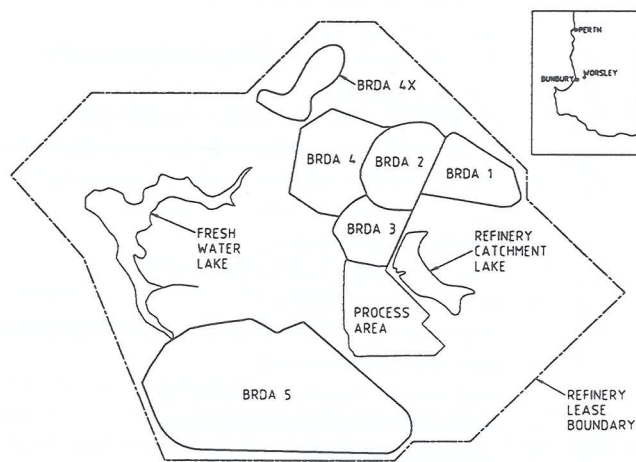 PERTH
BUNBURY
WORSLEY
BRDA 4X
BRDA 4
BRDA 2
BRDA 1
BRDA 3
FRESH
WATER
LAKE
REFINERY
CATCHMENT
LAKE
PROCESS
AREA
BRDA 5
REFINERY
LEASE
BOUNDARY